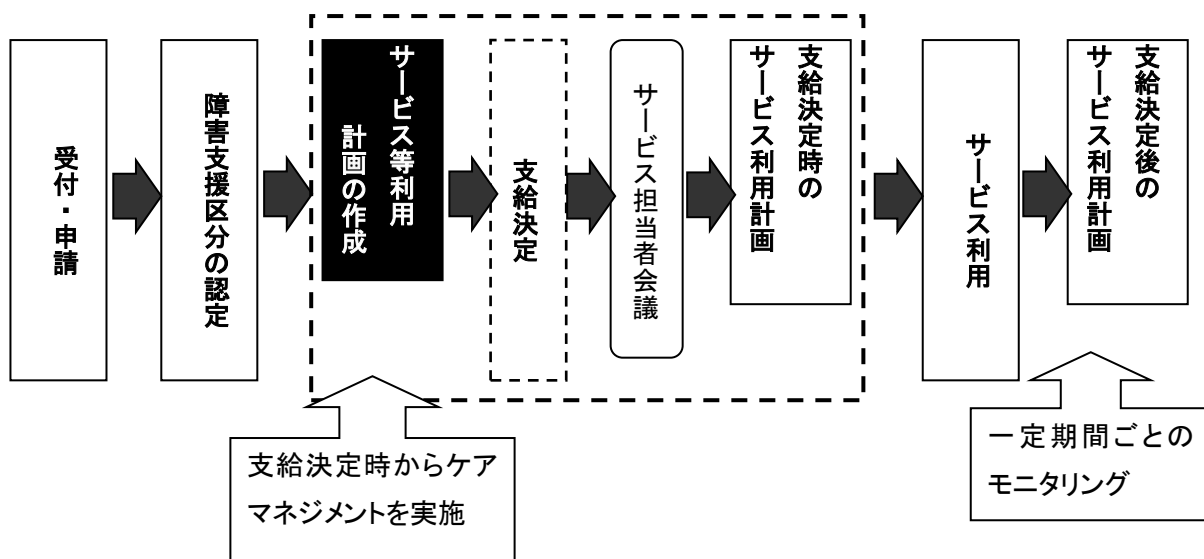 受付・申請
障害支援区分の認定
サービス等利用
計画の作成
支給決定
サービス担当者会議
支給決定時の
サービス利用計画
サービス利用
支給決定後の
サービス利用計画
支給決定時からケア
マネジメントを実施
一定期間ごとの
モニタリング